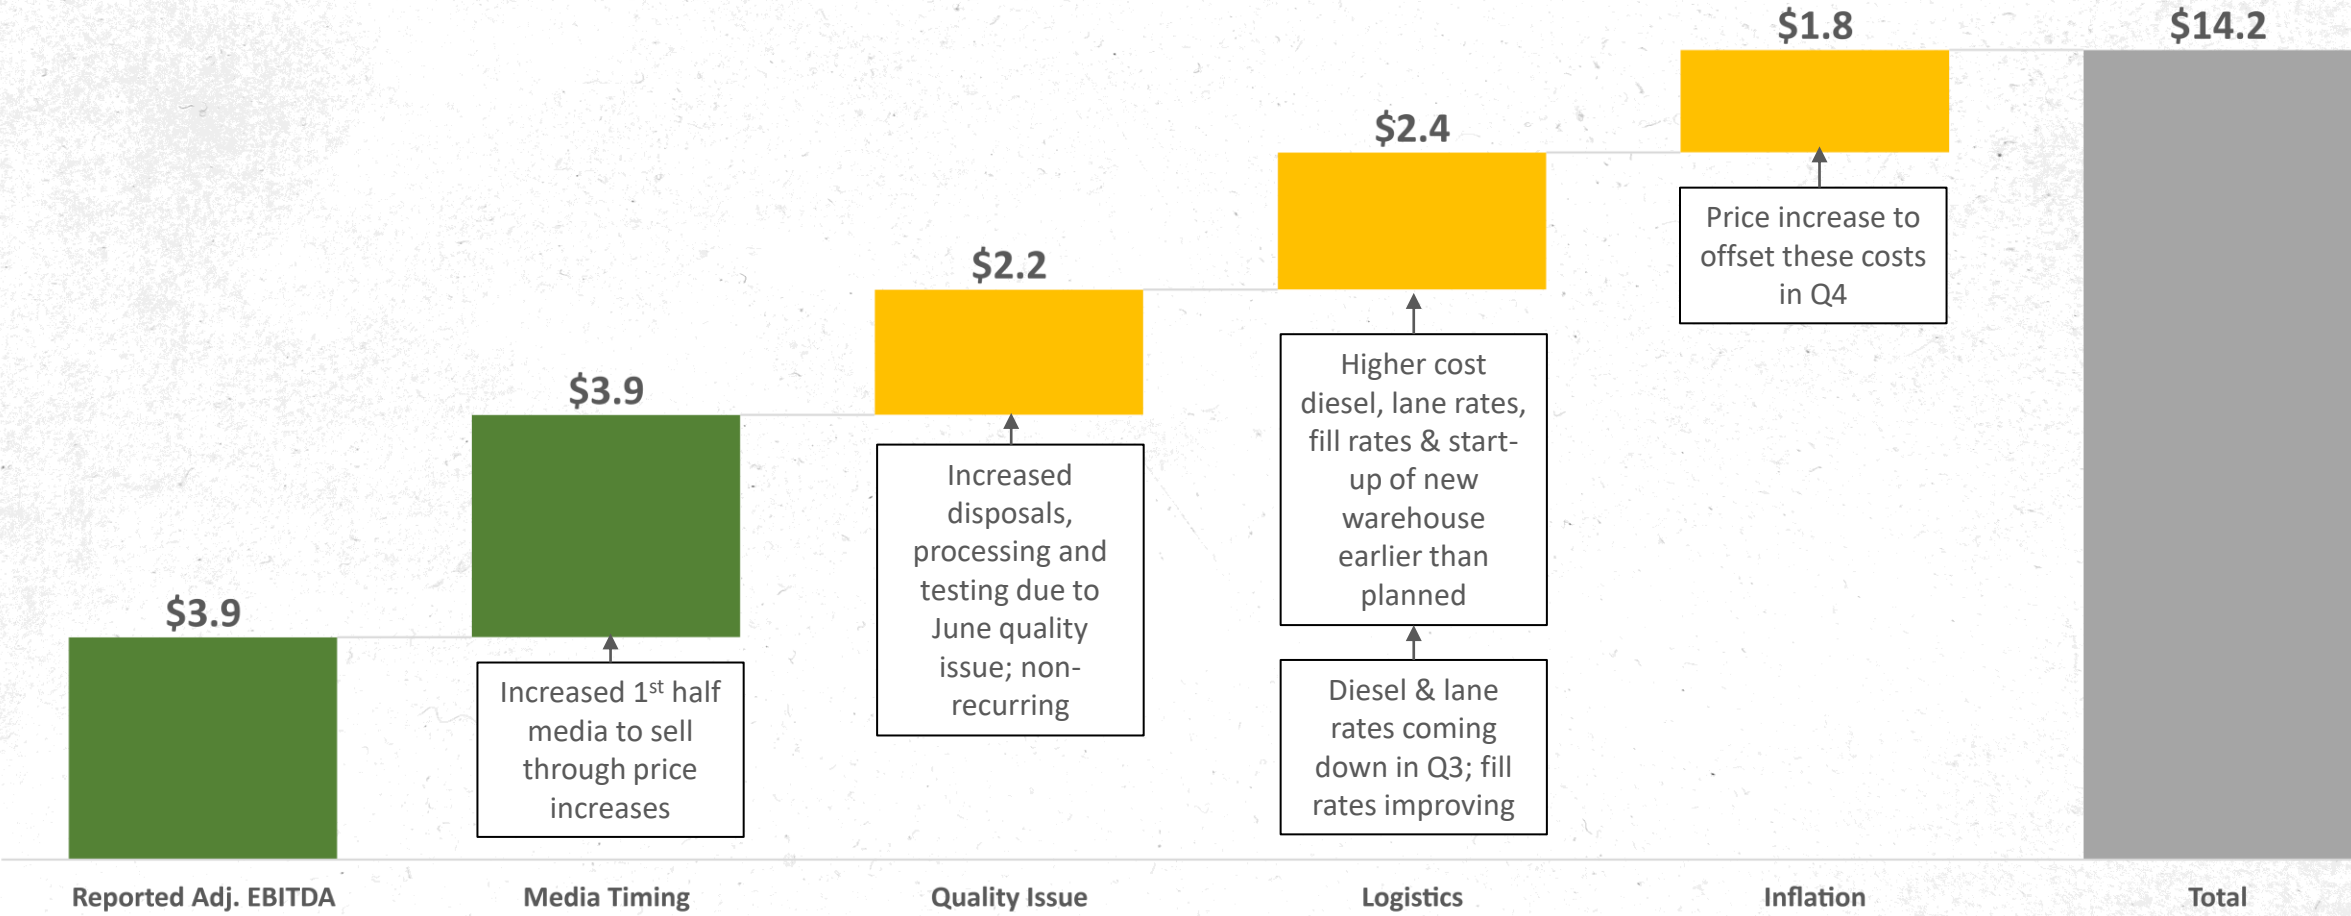 $3.9
$3.9
$2.2
$2.4
$1.8
$14.2
Increased 1st half
media to sell
through price
increases
Increased
disposals,
processing and
testing due to
June quality
issue; non-
recurring
Higher cost
diesel, lane rates,
fill rates & start-
up of new
warehouse
earlier than
planned
Diesel & lane
rates coming
down in Q3; fill
rates improving
Price increase to
offset these costs
in Q4
Reported Adj. EBITDA
Media Timing
Quality Issue
Logistics
Inflation
Total